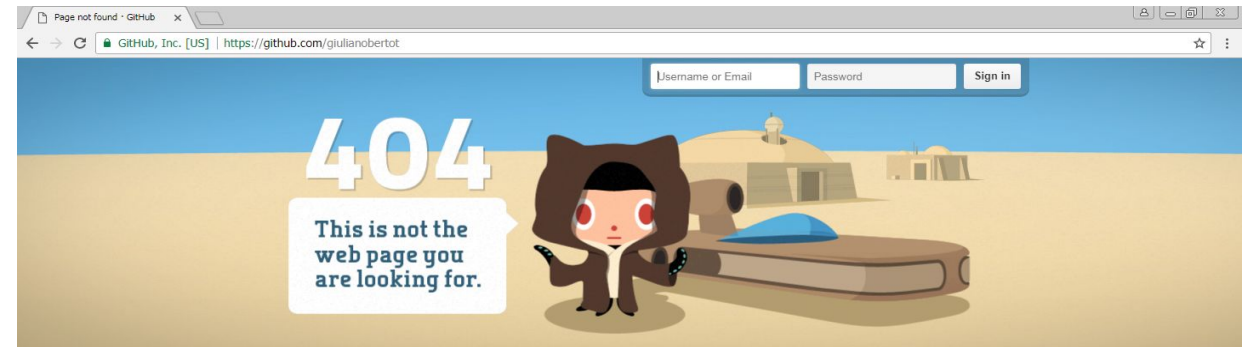 Page not found · GitHub
GitHub, Inc. [US] https://github.com/giulianobertot
Username or Email Password Sign in
404
This is not the
web page you
are looking for.